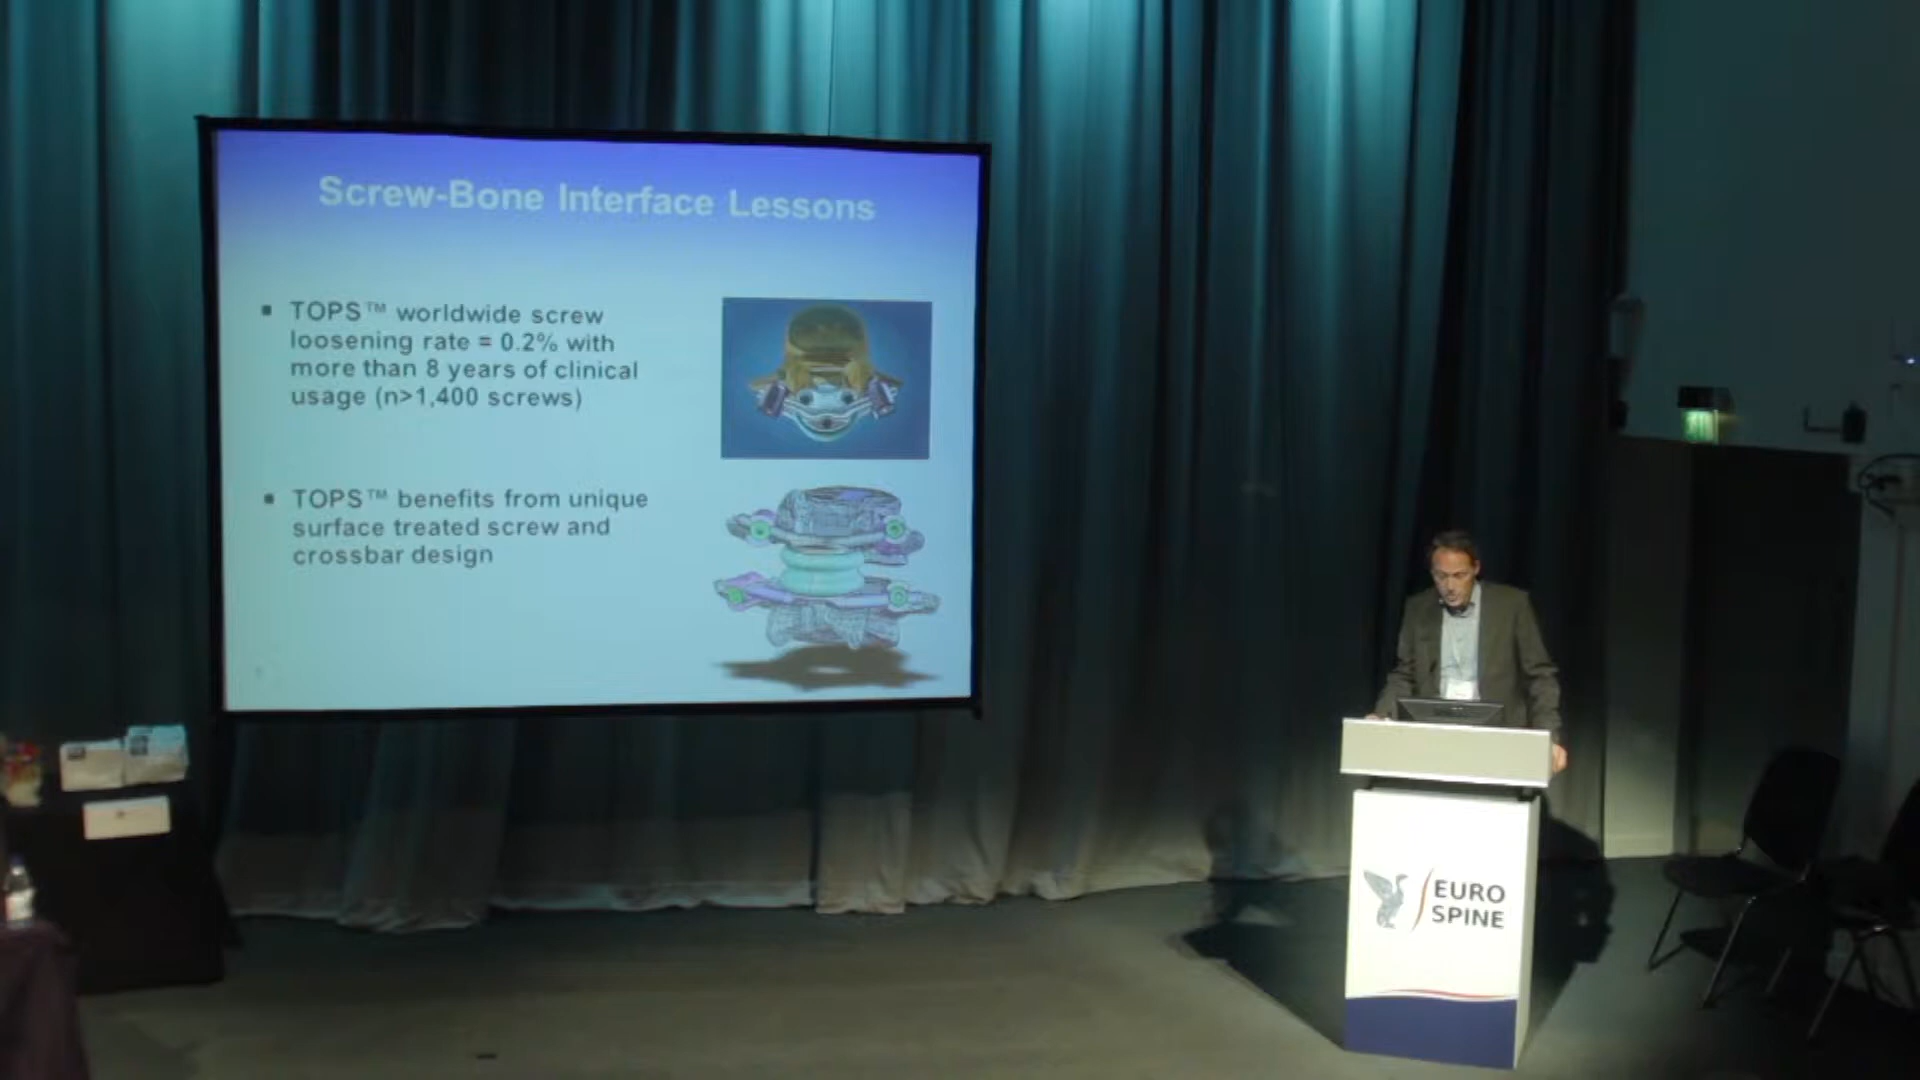 Screw-Bone Interface Lessons
▪ TOPS™ worldwide screw
loosening rate = 0.2% with
more than 8 years of clinical
usage (n>1,400 screws)
▪ TOPS™ benefits from unique
surface treated screw and
crossbar design
EURO
SPINE